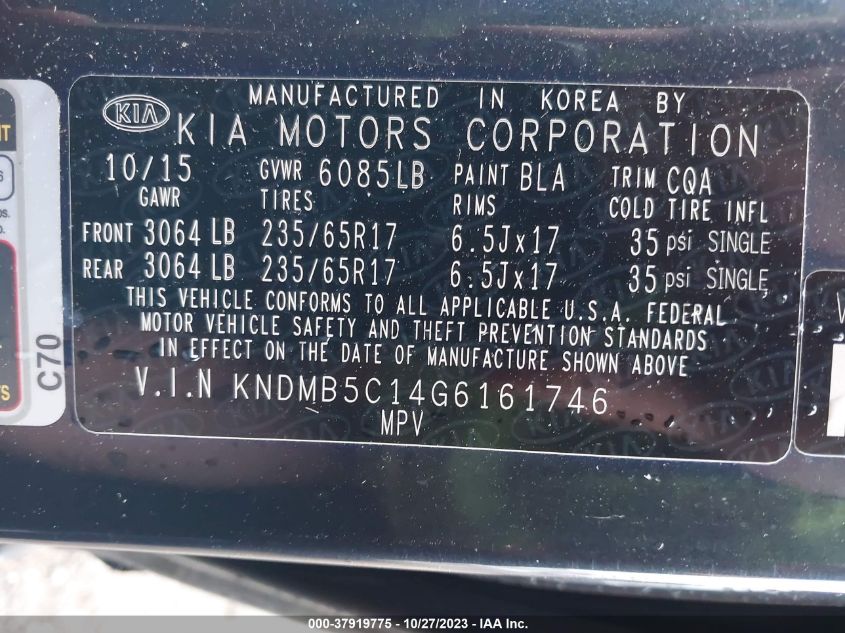 MANUFACTURED IN KOREA BY
KIA KIA MOTORS CORPORATION
10/15 GVWR 6085LB PAINT BLA TRIM CQA
GAWR TIRES RIMS COLD TIRE INFL
FRONT 3064 LB 235/65R17 6.5Jx17 35 psi SINGLE
REAR 3064 LB 235/65R17 6.5Jx17 35 psi SINGLE
THIS VEHICLE CONFORMS TO ALL APPLICABLE U.S.A. FEDERAL
MOTOR VEHICLE SAFETY AND THEFT PREVENTION STANDARDS
IN EFFECT ON THE DATE OF MANUFACTURE SHOWN ABOVE
V.I.N KNDMB5C14G6161746
MPV
C70
000-37919775 - 10/27/2023 - IAA Inc.